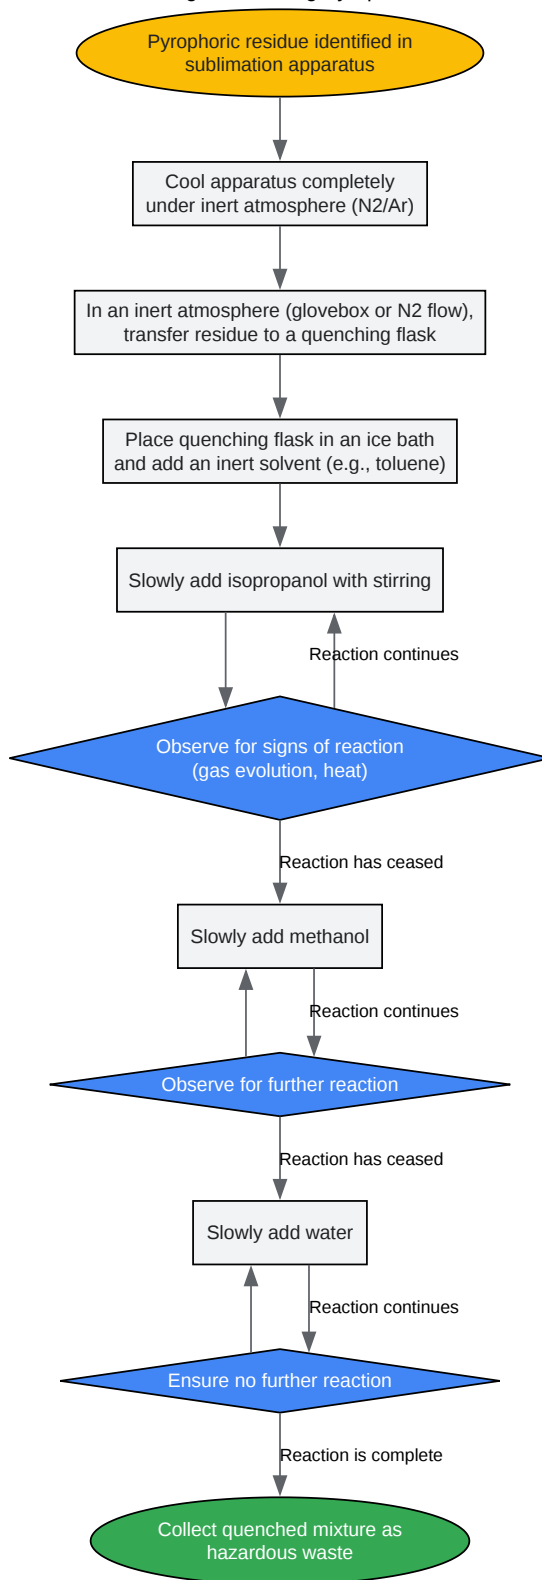 Pyrophoric residue identified in
sublimation apparatus
Cool apparatus completely
under inert atmosphere (N2/Ar)
In an inert atmosphere (glovebox or N2 flow),
transfer residue to a quenching flask
Place quenching flask in an ice bath
and add an inert solvent (e.g., toluene)
Slowly add isopropanol with stirring
Reaction continues
Observe for signs of reaction
(gas evolution, heat)
Reaction has ceased
Slowly add methanol
Reaction continues
Observe for further reaction
Reaction has ceased
Slowly add water
Reaction continues
Ensure no further reaction
Reaction is complete
Collect quenched mixture as
hazardous waste